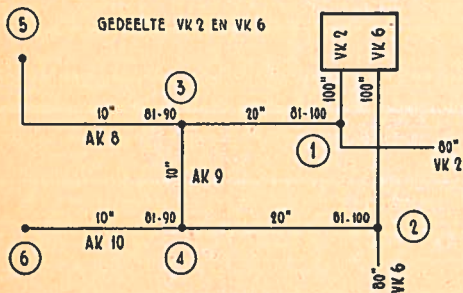 GEDEELTE VK 2 EN VK 6
5
VK 2
VK 6
100"
100"
3
10"
81-90
20"
81-100
AK 8
1
80"
VK 2
10"
AK 9
10"
81-90
20"
81-100
2
AK 10
6
4
80"
VK 6